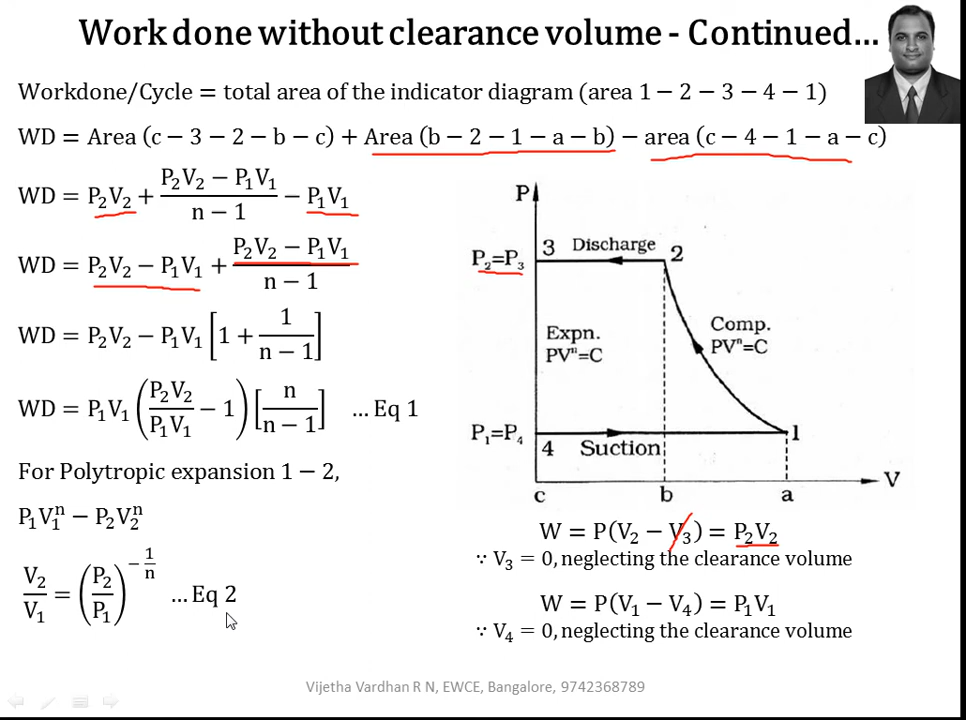 Work done without clearance volume - Continued...
Workdone/Cycle = total area of the indicator diagram (area 1 − 2 − 3 − 4 − 1)
WD = Area (c − 3 − 2 − b − c) + Area (b − 2 − 1 − a − b) − area (c − 4 − 1 − a − c)
WD = P₂V₂ + (P₂V₂ − P₁V₁)/(n − 1) − P₁V₁
WD = P₂V₂ − P₁V₁ + (P₂V₂ − P₁V₁)/(n − 1)
WD = P₂V₂ − P₁V₁ [1 + 1/(n − 1)]
WD = P₁V₁ (P₂V₂/P₁V₁ − 1) [n/(n − 1)] ... Eq 1
For Polytropic expansion 1 − 2,
P₁V₁ⁿ − P₂V₂ⁿ
V₂/V₁ = (P₂/P₁)^(−1/n) ... Eq 2
P
3 Discharge 2
P₂=P₃
Expn.
PVⁿ=C
Comp.
PVⁿ=C
P₁=P₄
4 Suction 1
V
c b a
W = P(V₂ − V₃) = P₂V₂
∵ V₃ = 0, neglecting the clearance volume
W = P(V₁ − V₄) = P₁V₁
∵ V₄ = 0, neglecting the clearance volume
Vijetha Vardhan R N, EWCE, Bangalore, 9742368789